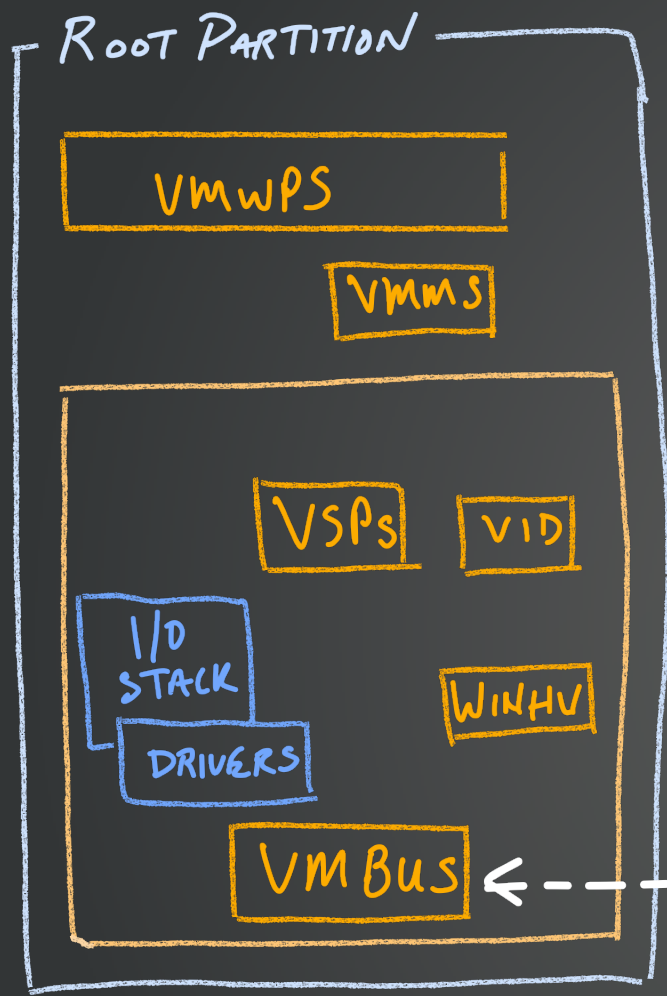 ROOT PARTITION
VMWPS
VMMS
VSPs
VID
I/O
STACK
WINHV
DRIVERS
VMBUS